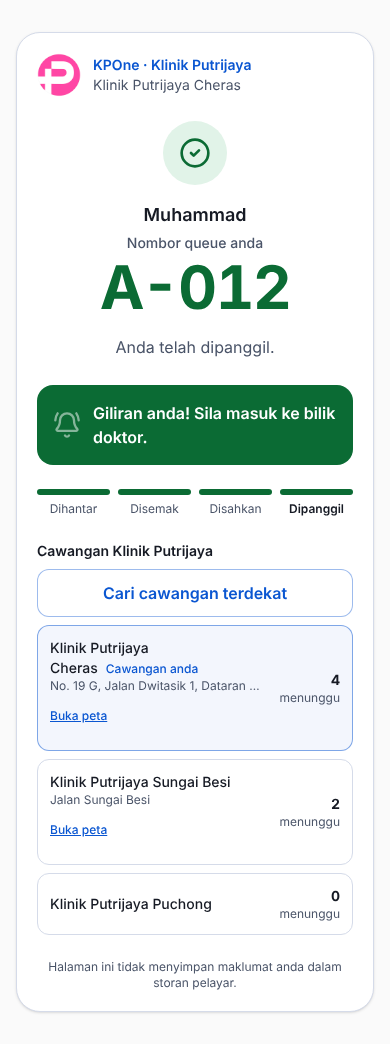 KPOne · Klinik Putrijaya
Klinik Putrijaya Cheras
Muhammad
Nombor queue anda
A-012
Anda telah dipanggil.
Giliran anda! Sila masuk ke bilik
doktor.
Dihantar
Disemak
Disahkan
Dipanggil
Cawangan Klinik Putrijaya
Cari cawangan terdekat
Klinik Putrijaya
Cheras Cawangan anda
No. 19 G, Jalan Dwitasik 1, Dataran ...
Buka peta
4
menunggu
Klinik Putrijaya Sungai Besi
Jalan Sungai Besi
Buka peta
2
menunggu
Klinik Putrijaya Puchong
0
menunggu
Halaman ini tidak menyimpan maklumat anda dalam
storan pelayar.